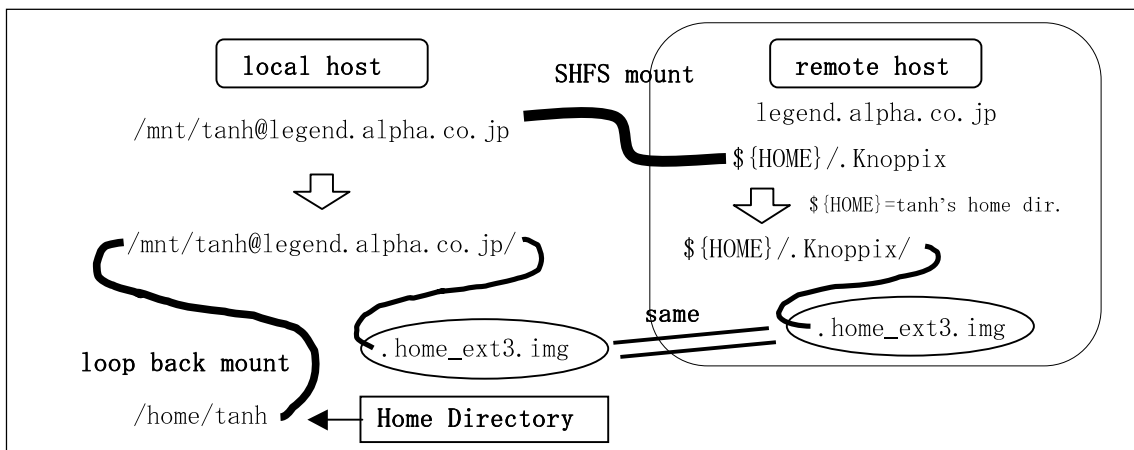 local host
SHFS mount
remote host
/mnt/tanh@legend.alpha.co.jp
legend.alpha.co.jp
${HOME}/.Knoppix
${HOME}=tanh's home dir.
/mnt/tanh@legend.alpha.co.jp/
${HOME}/.Knoppix/
same
.home_ext3.img
.home_ext3.img
loop back mount
/home/tanh
Home Directory